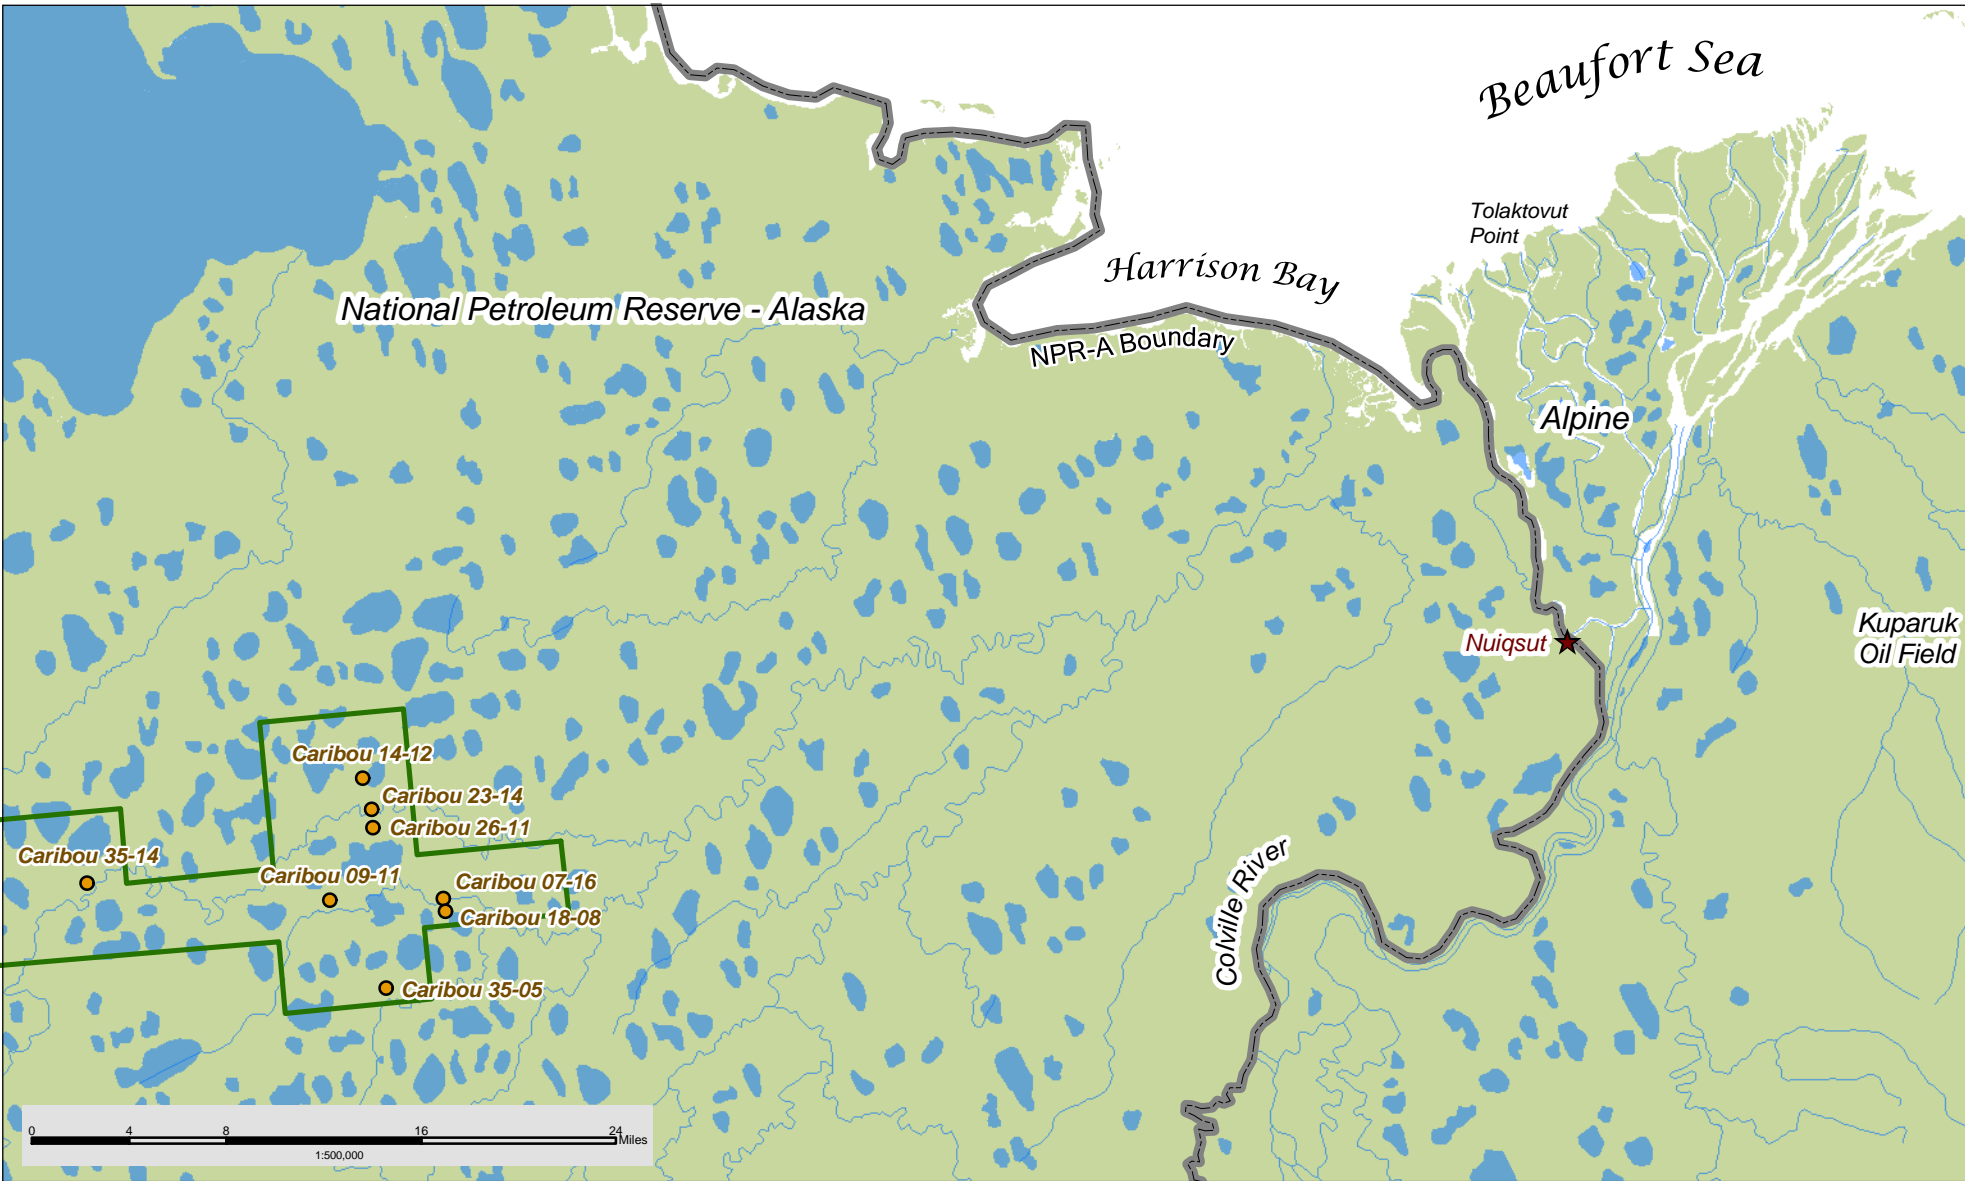 Beaufort Sea
Tolaktovut
Point
Harrison Bay
National Petroleum Reserve - Alaska
NPR-A Boundary
Alpine
Nuiqsut
Kuparuk
Oil Field
Caribou 14-12
Caribou 23-14
Caribou 26-11
Caribou 35-14
Caribou 09-11
Caribou 07-16
Caribou 18-08
Colville River
Caribou 35-05
0 4 8 16 24
Miles
1:500,000